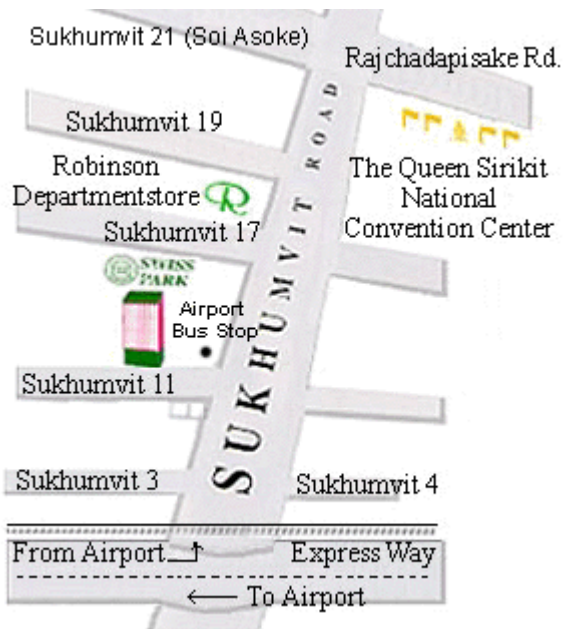 Sukhumvit 21 (Soi Asoke)
Rajchadapisake Rd.
Sukhumvit 19
Robinson
Departmentstore R
The Queen Sirikit
National
Convention Center
Sukhumvit 17
SWISS
PARK
Airport
Bus Stop
SUKHUMVIT ROAD
Sukhumvit 11
Sukhumvit 3
Sukhumvit 4
From Airport
Express Way
To Airport